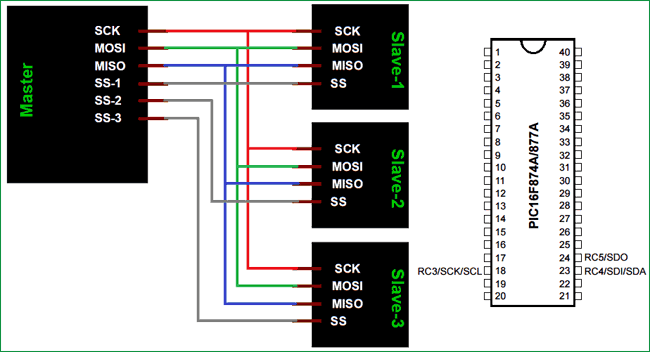 Master
SCK
MOSI
MISO
SS-1
SS-2
SS-3
SCK
MOSI
MISO
SS
Slave-1
SCK
MOSI
MISO
SS
Slave-2
SCK
MOSI
MISO
SS
Slave-3
PIC16F874A/877A
1 40
2 39
3 38
4 37
5 36
6 35
7 34
8 33
9 32
10 31
11 30
12 29
13 28
14 27
15 26
16 25
17 24 RC5/SDO
RC3/SCK/SCL 18 23 RC4/SDI/SDA
19 22
20 21